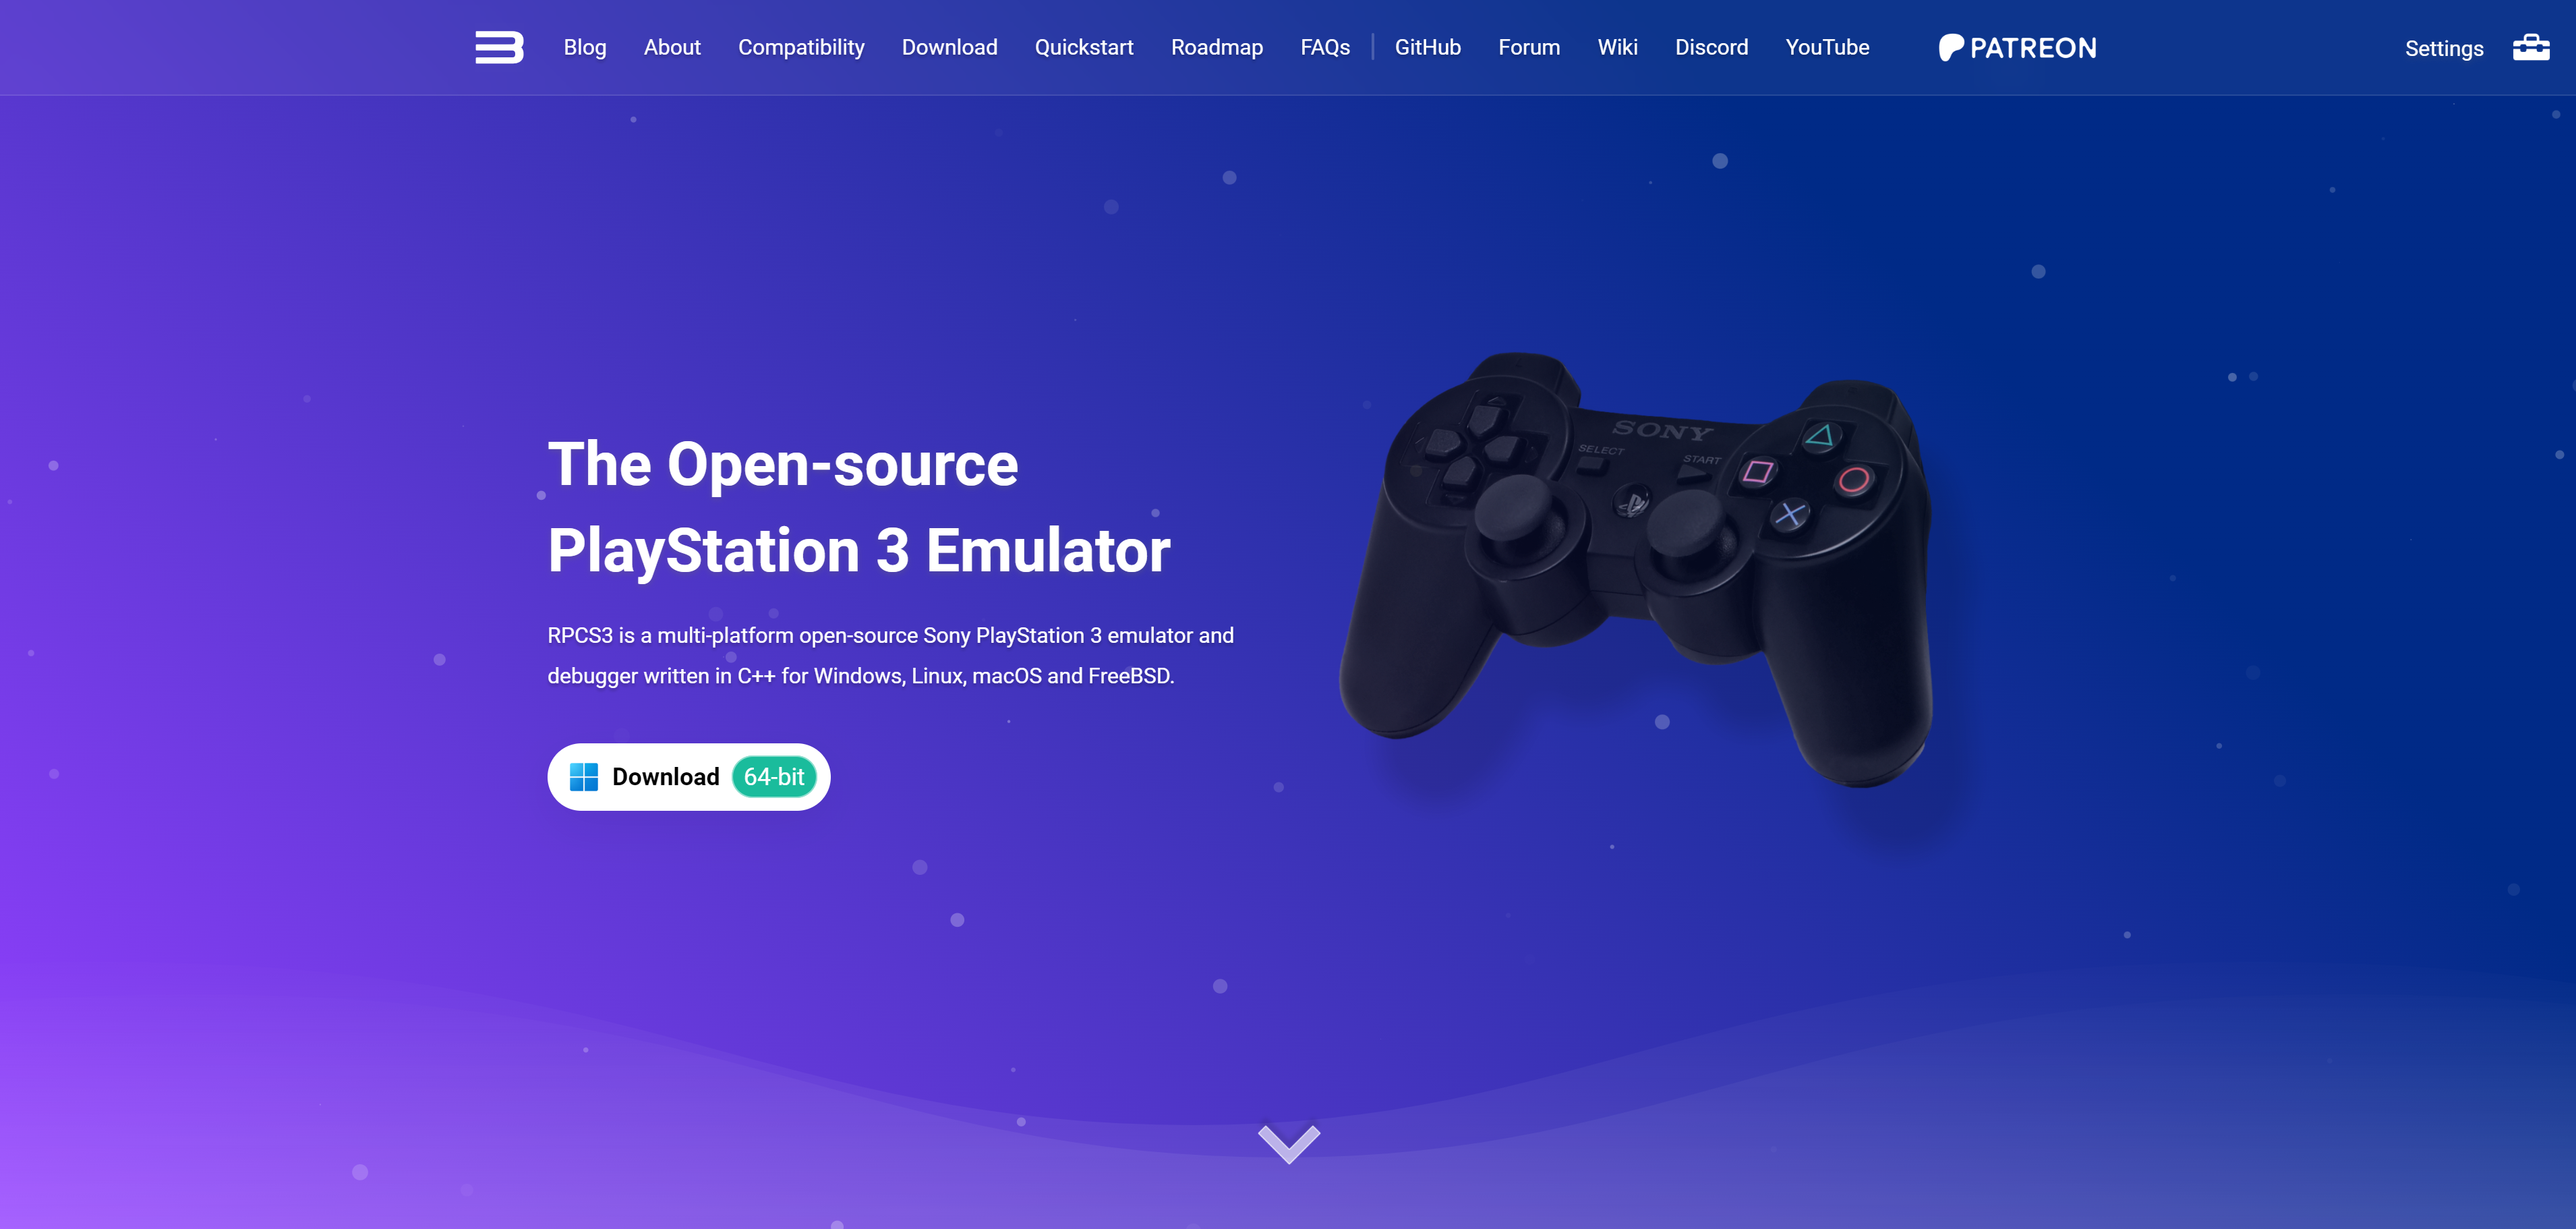 Blog About Compatibility Download Quickstart Roadmap FAQs GitHub Forum Wiki Discord YouTube PATREON Settings
The Open-source
PlayStation 3 Emulator
RPCS3 is a multi-platform open-source Sony PlayStation 3 emulator and
debugger written in C++ for Windows, Linux, macOS and FreeBSD.
Download 64-bit
SONY
SELECT
START